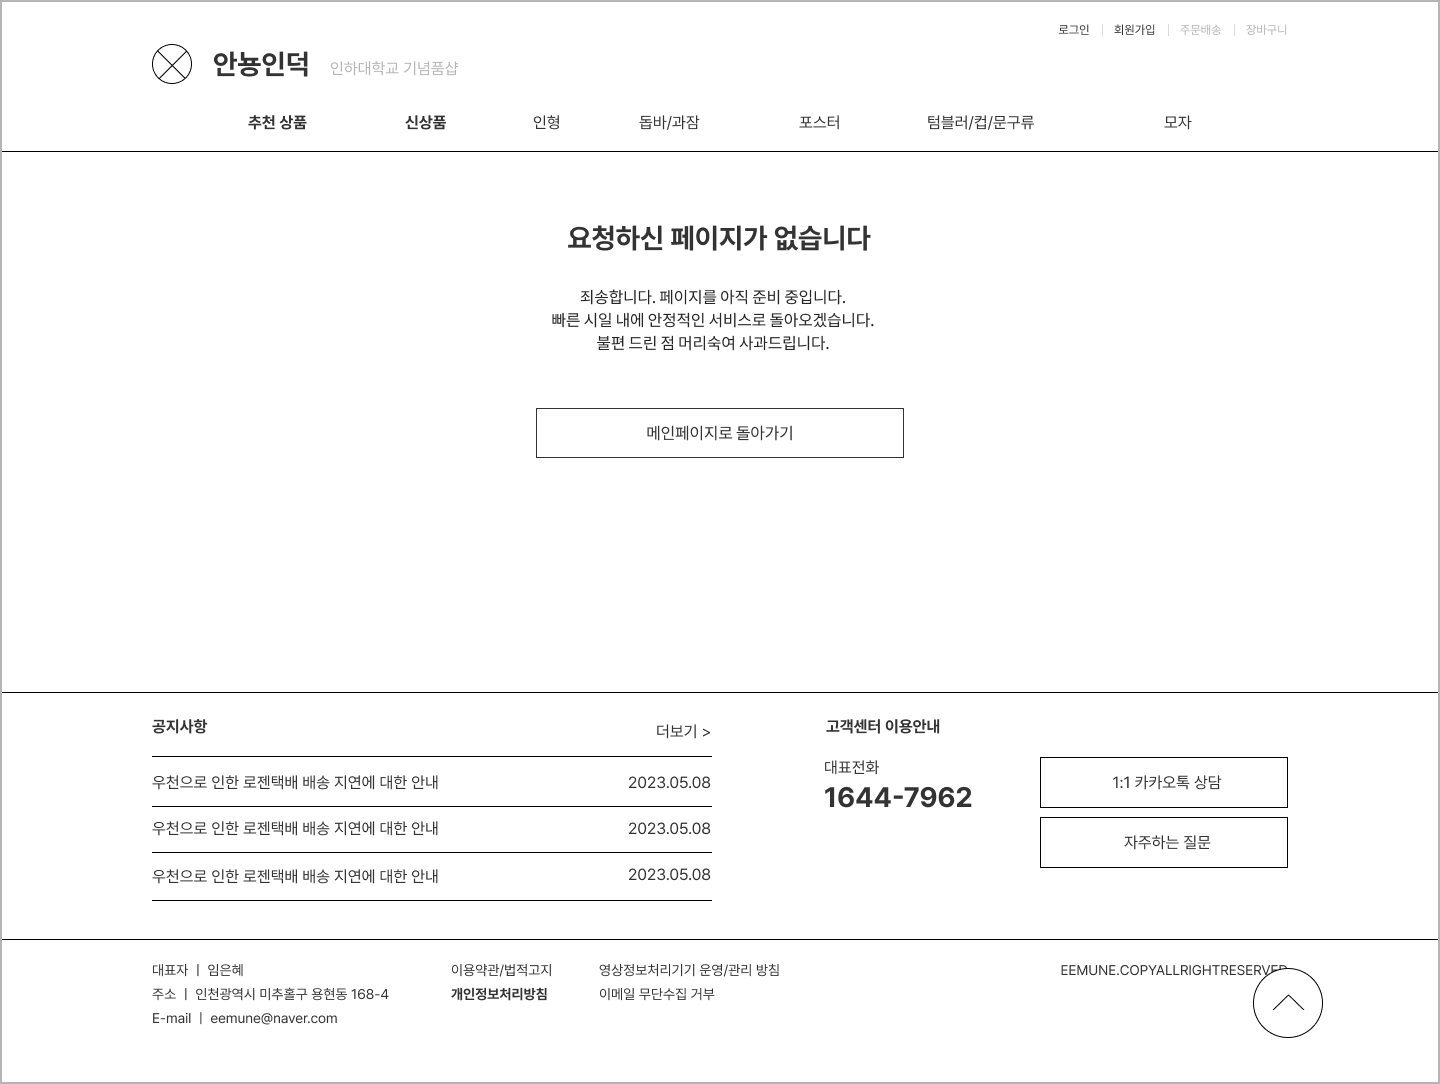 로그인 | 회원가입 | 주문배송 | 장바구니
안뇽인덕 인하대학교 기념품샵
추천 상품 신상품 인형 돕바/과잠 포스터 텀블러/컵/문구류 모자
요청하신 페이지가 없습니다
죄송합니다. 페이지를 아직 준비 중입니다.
빠른 시일 내에 안정적인 서비스로 돌아오겠습니다.
불편 드린 점 머리숙여 사과드립니다.
메인페이지로 돌아가기
공지사항
더보기 >
우천으로 인한 로젠택배 배송 지연에 대한 안내 2023.05.08
우천으로 인한 로젠택배 배송 지연에 대한 안내 2023.05.08
우천으로 인한 로젠택배 배송 지연에 대한 안내 2023.05.08
고객센터 이용안내
대표전화
1644-7962
1:1 카카오톡 상담
자주하는 질문
대표자 ㅣ 임은혜
주소 ㅣ 인천광역시 미추홀구 용현동 168-4
E-mail ㅣ eemune@naver.com
이용약관/법적고지
개인정보처리방침
영상정보처리기기 운영/관리 방침
이메일 무단수집 거부
EEMUNE.COPYALLRIGHTRESERVED